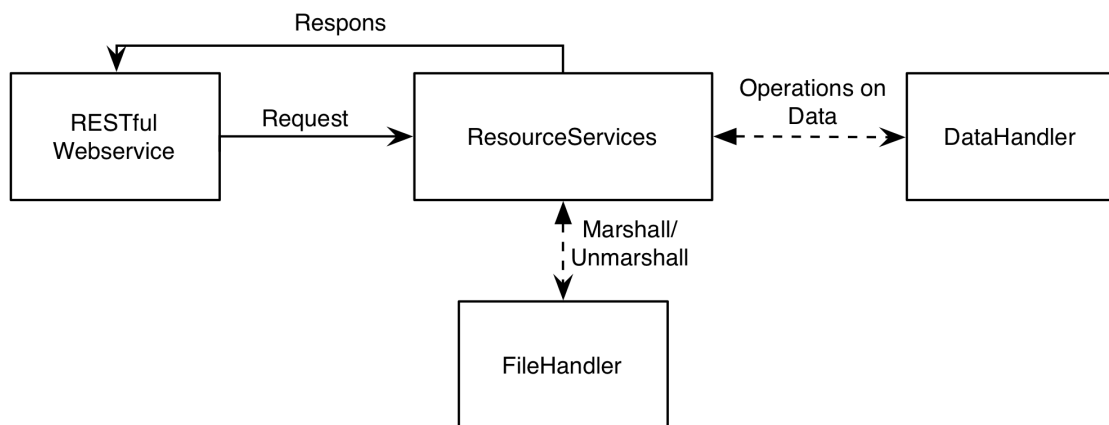 Respons
RESTful
Webservice
Request
ResourceServices
Operations on
Data
DataHandler
Marshall/
Unmarshall
FileHandler